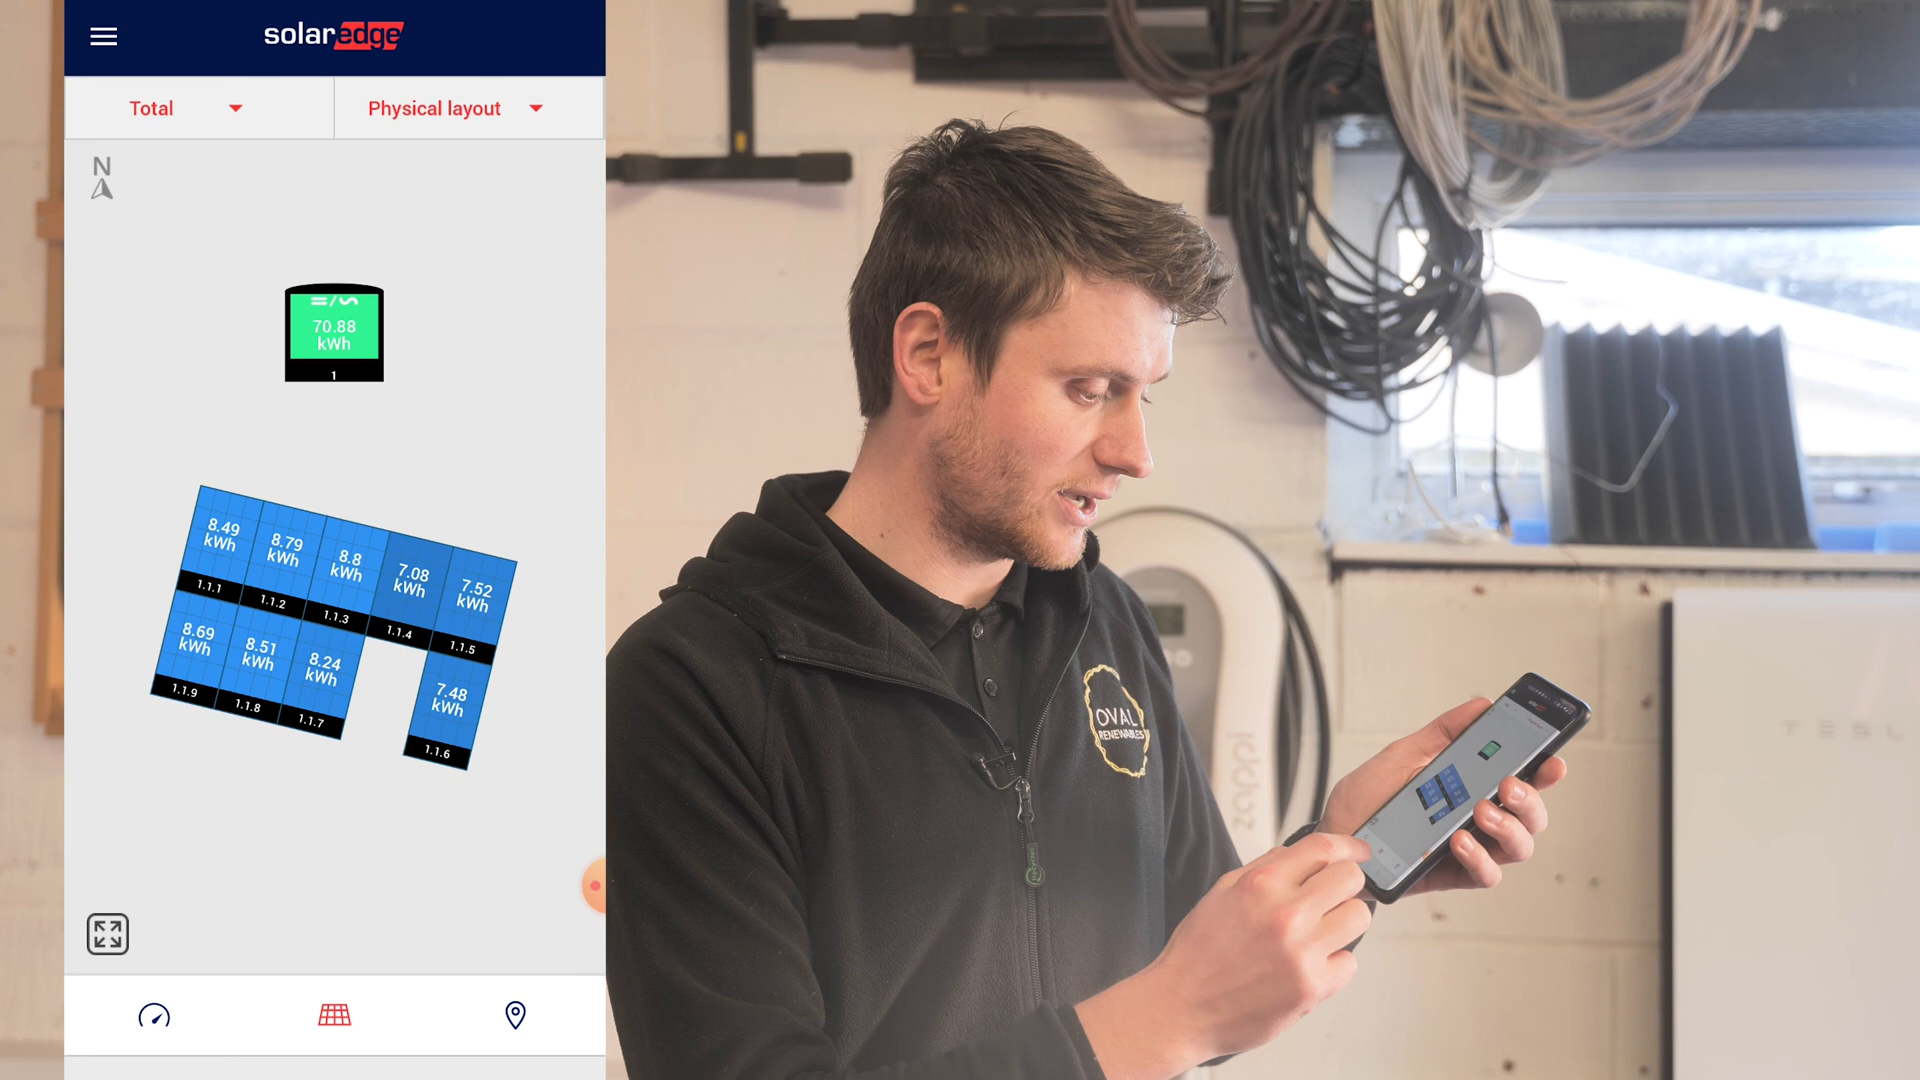 solaredge
Total
Physical layout
N
70.88
kWh
1
8.49
kWh
8.79
kWh
8.8
kWh
7.08
kWh
7.52
kWh
1.1.1
1.1.2
1.1.3
1.1.4
1.1.5
8.69
kWh
8.51
kWh
8.24
kWh
7.48
kWh
1.1.9
1.1.8
1.1.7
1.1.6
OVAL
RENEWABLES
zappi
TESL